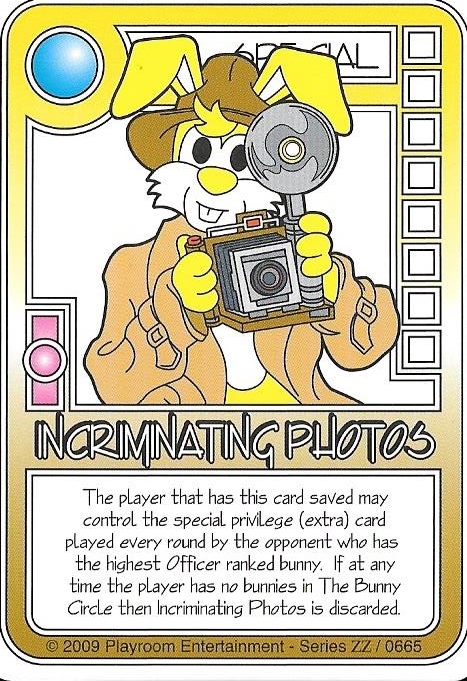 SPECIAL
INCRIMINATING PHOTOS
The player that has this card saved may
control the special privilege (extra) card
played every round by the opponent who has
the highest Officer ranked bunny. If at any
time the player has no bunnies in The Bunny
Circle then Incriminating Photos is discarded.
© 2009 Playroom Entertainment - Series ZZ / 0665